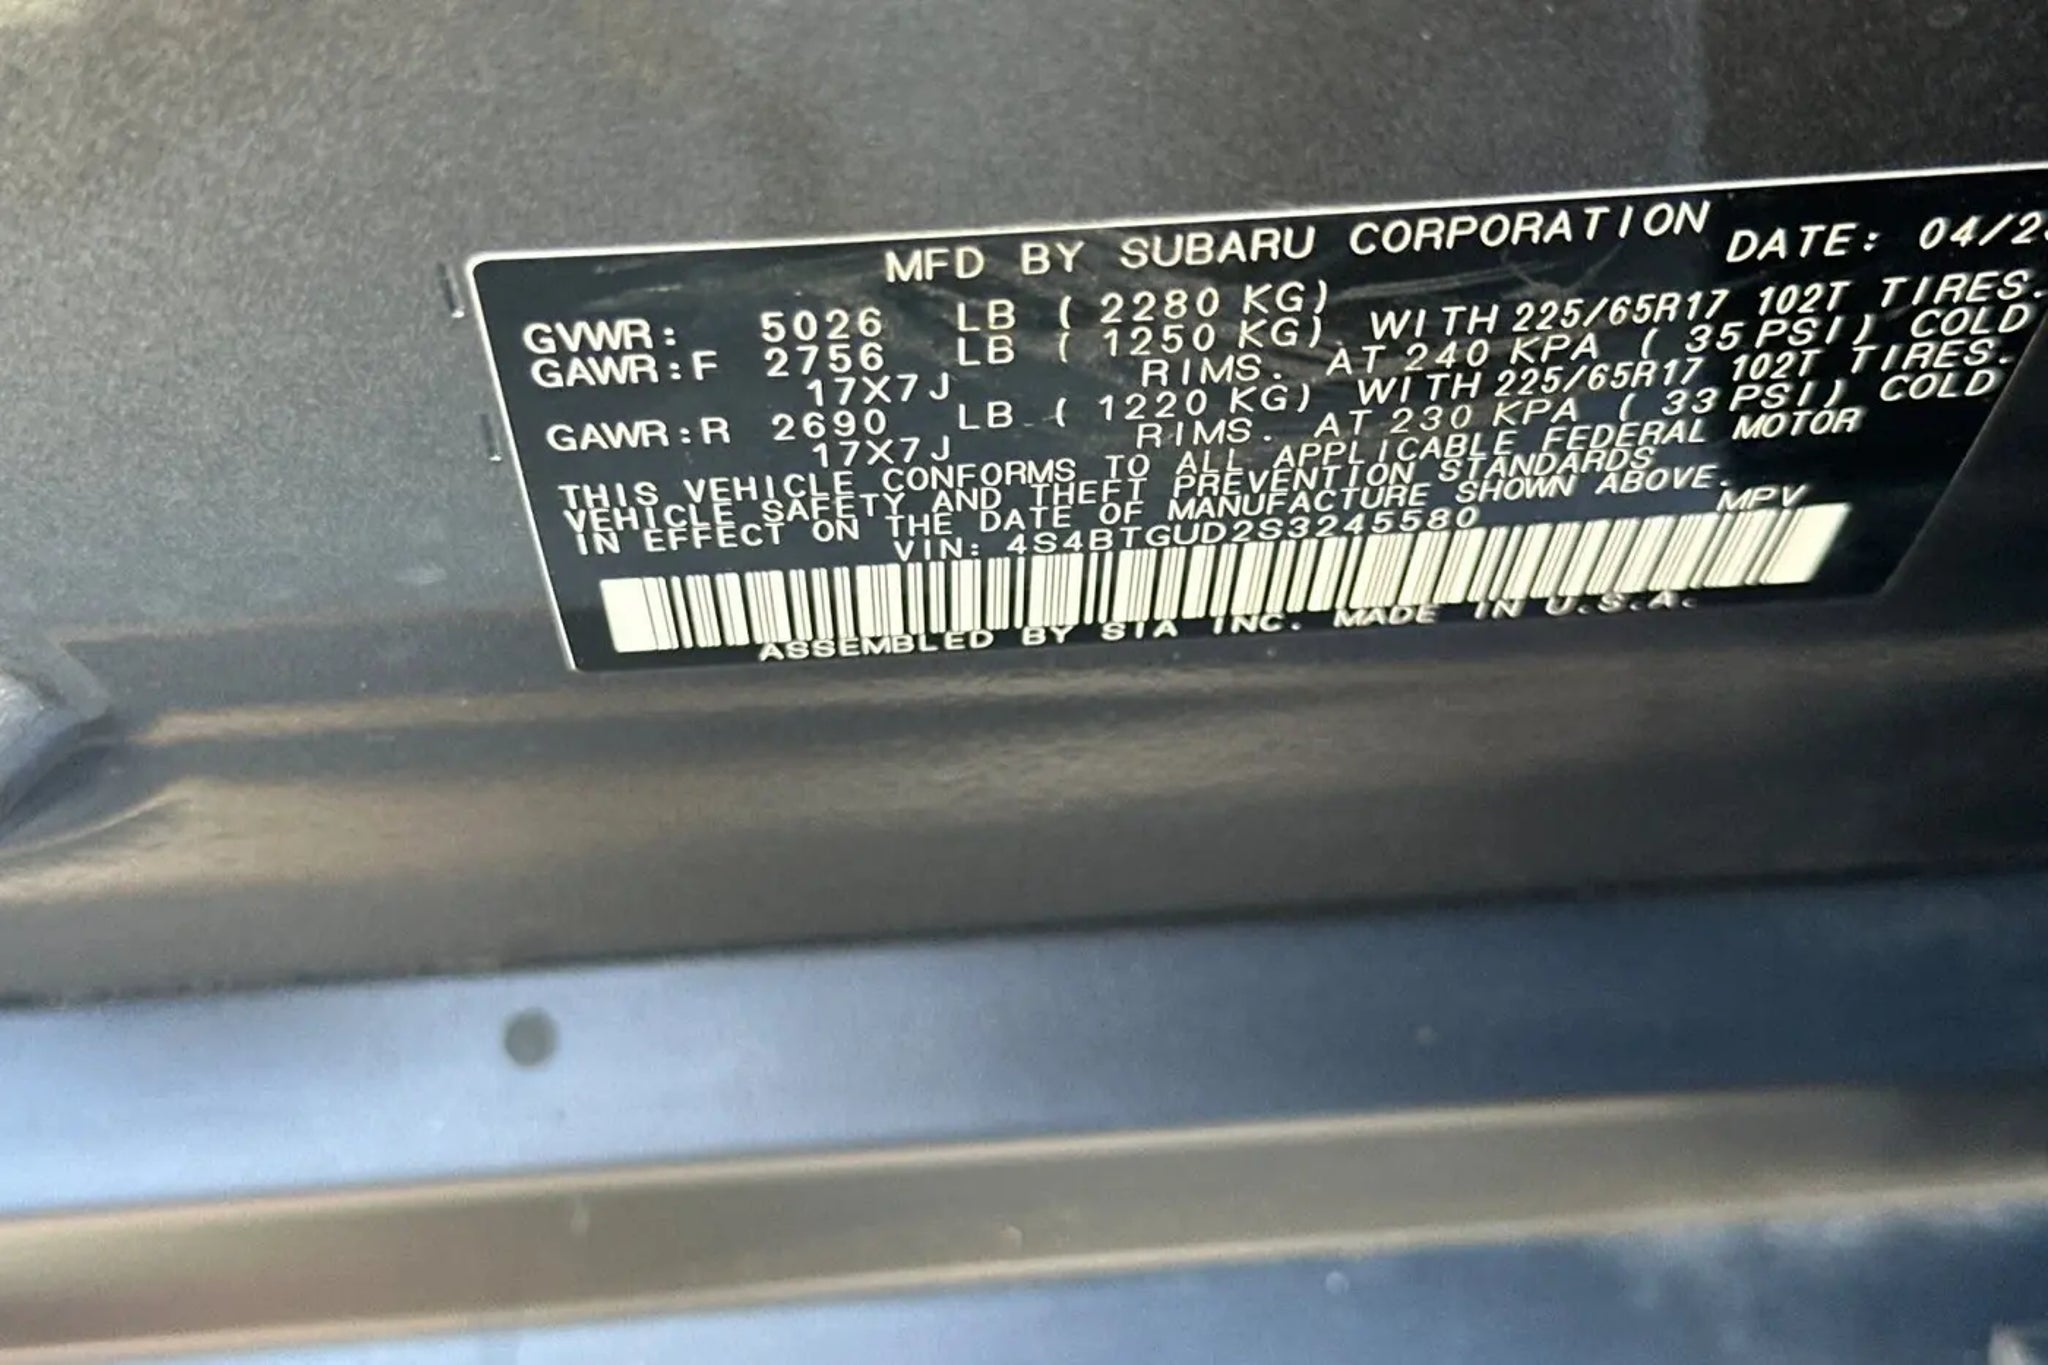 MFD BY SUBARU CORPORATION DATE: 04/2
GVWR: 5026 LB ( 2280 KG)
GAWR:F 2756 LB ( 1250 KG) WITH 225/65R17 102T TIRES.
17X7J RIMS. AT 240 KPA ( 35 PSI) COLD
GAWR:R 2690 LB ( 1220 KG) WITH 225/65R17 102T TIRES.
17X7J RIMS. AT 230 KPA ( 33 PSI) COLD
THIS VEHICLE CONFORMS TO ALL APPLICABLE FEDERAL MOTOR
VEHICLE SAFETY AND THEFT PREVENTION STANDARDS
IN EFFECT ON THE DATE OF MANUFACTURE SHOWN ABOVE.
VIN: 4S4BTGUD2S3245580 MPV
ASSEMBLED BY SIA INC. MADE IN U.S.A.